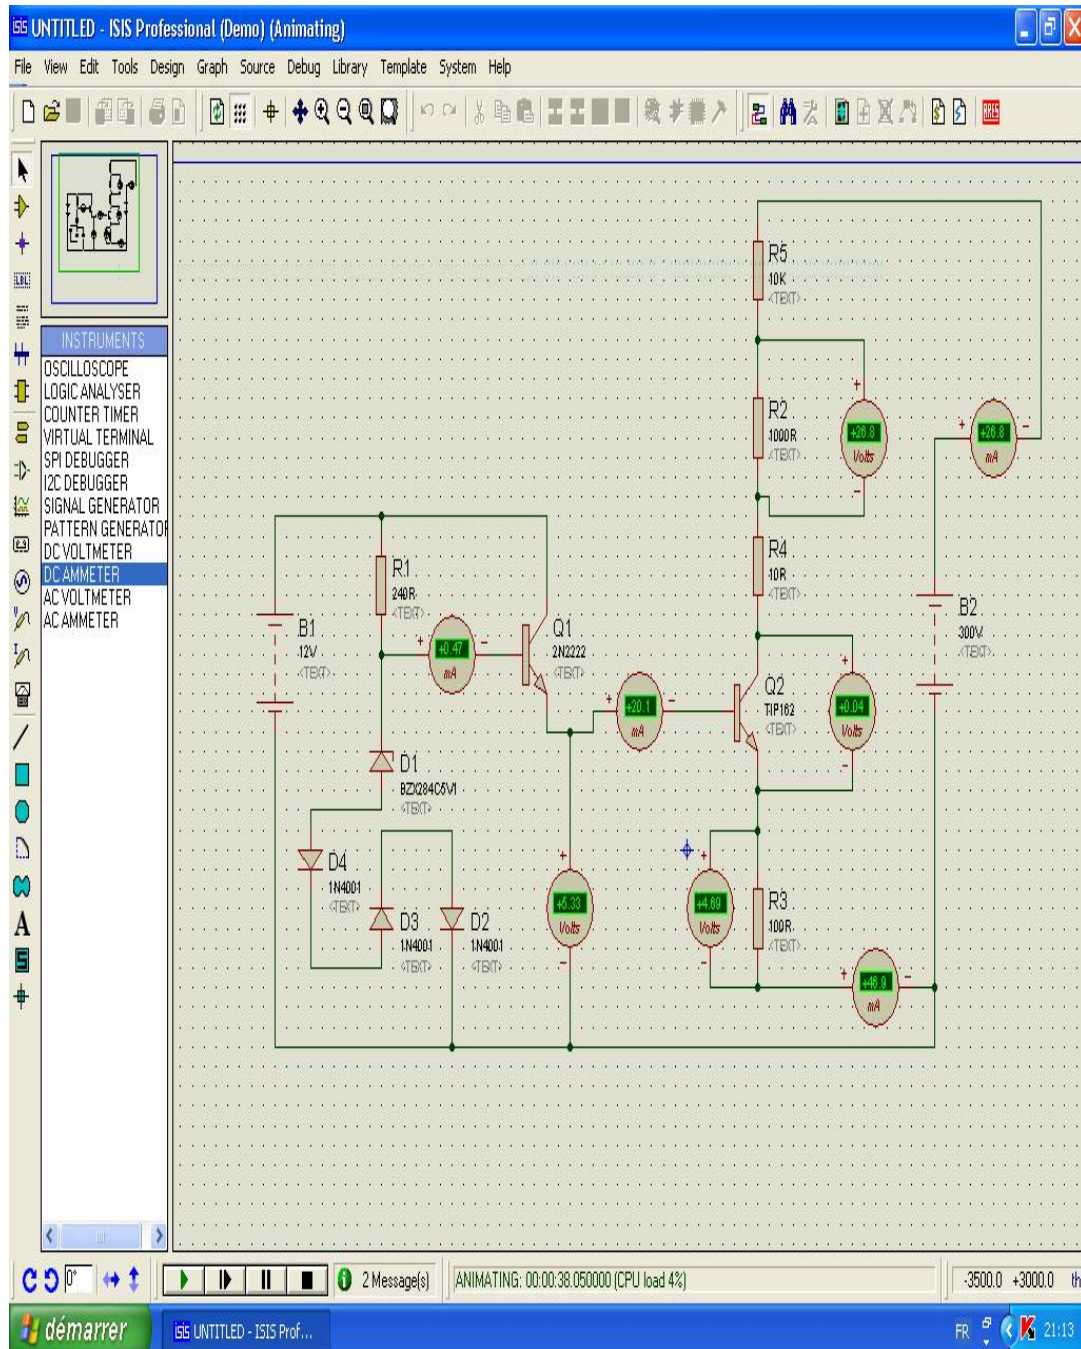 UNTITLED - ISIS Professional (Demo) (Animating)
File View Edit Tools Design Graph Source Debug Library Template System Help
ARES
LBL
INSTRUMENTS
OSCILLOSCOPE
LOGIC ANALYSER
COUNTER TIMER
VIRTUAL TERMINAL
SPI DEBUGGER
I2C DEBUGGER
SIGNAL GENERATOR
PATTERN GENERATOR
DC VOLTMETER
DC AMMETER
AC VOLTMETER
AC AMMETER
R5
10K
<TEXT>
R2
1000R
<TEXT>
+26.8
Volts
+26.8
mA
R4
10R
<TEXT>
R1
240R
<TEXT>
B1
12V
<TEXT>
+0.47
mA
Q1
2N2222
<TEXT>
B2
300V
<TEXT>
+20.1
mA
Q2
TIP162
<TEXT>
+0.04
Volts
D1
BZX284C5V1
<TEXT>
D4
1N4001
<TEXT>
D3
1N4001
<TEXT>
D2
1N4001
<TEXT>
+5.33
Volts
+4.69
Volts
R3
100R
<TEXT>
+46.9
mA
0°
2 Message(s)
ANIMATING: 00:00:38.050000 (CPU load 4%)
-3500.0 +3000.0 th
démarrer
UNTITLED - ISIS Prof...
FR
21:13